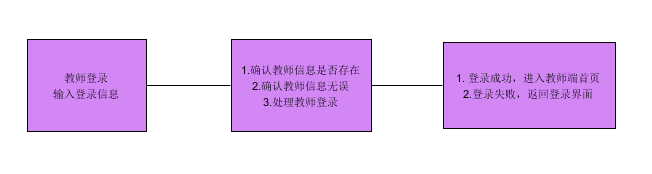 教师登录
输入登录信息
1.确认教师信息是否存在
2.确认教师信息无误
3.处理教师登录
1. 登录成功，进入教师端首页
2.登录失败，返回登录界面